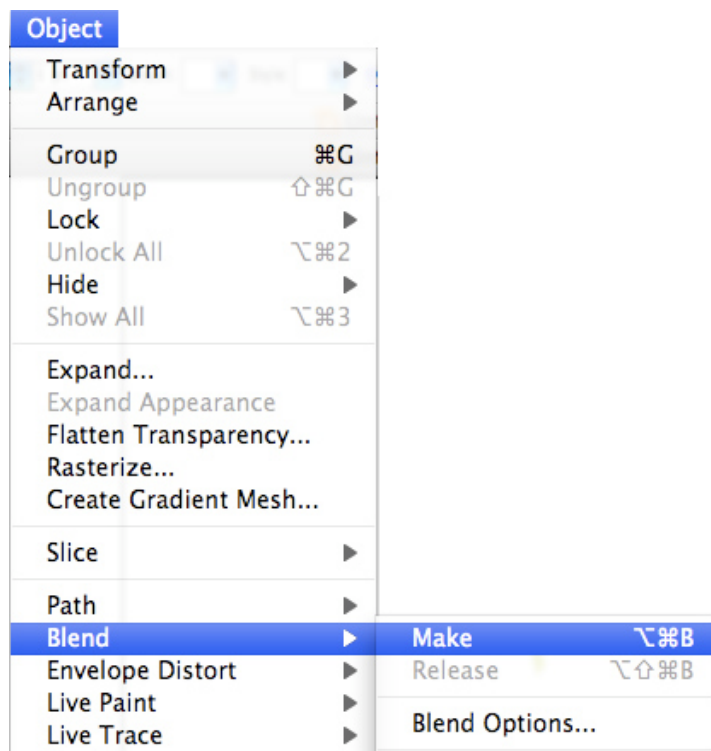 Object
Transform
Arrange
Group ⌘G
Ungroup ⇧⌘G
Lock
Unlock All ⌥⌘2
Hide
Show All ⌥⌘3
Expand...
Expand Appearance
Flatten Transparency...
Rasterize...
Create Gradient Mesh...
Slice
Path
Blend
Make ⌥⌘B
Envelope Distort
Release ⌥⇧⌘B
Live Paint
Blend Options...
Live Trace